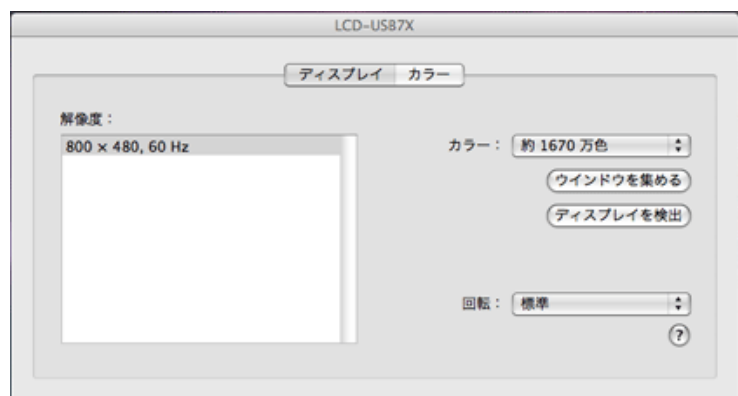 LCD-USB7X
ディスプレイ カラー
解像度：
800 × 480, 60 Hz
カラー： 約 1670 万色
ウインドウを集める
ディスプレイを検出
回転： 標準
?